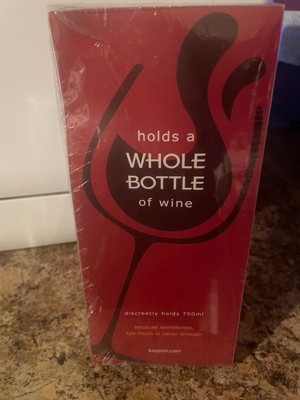 holds a
WHOLE
BOTTLE
of wine
discreetly holds 750ml
because sometimes,
too much is never enough.